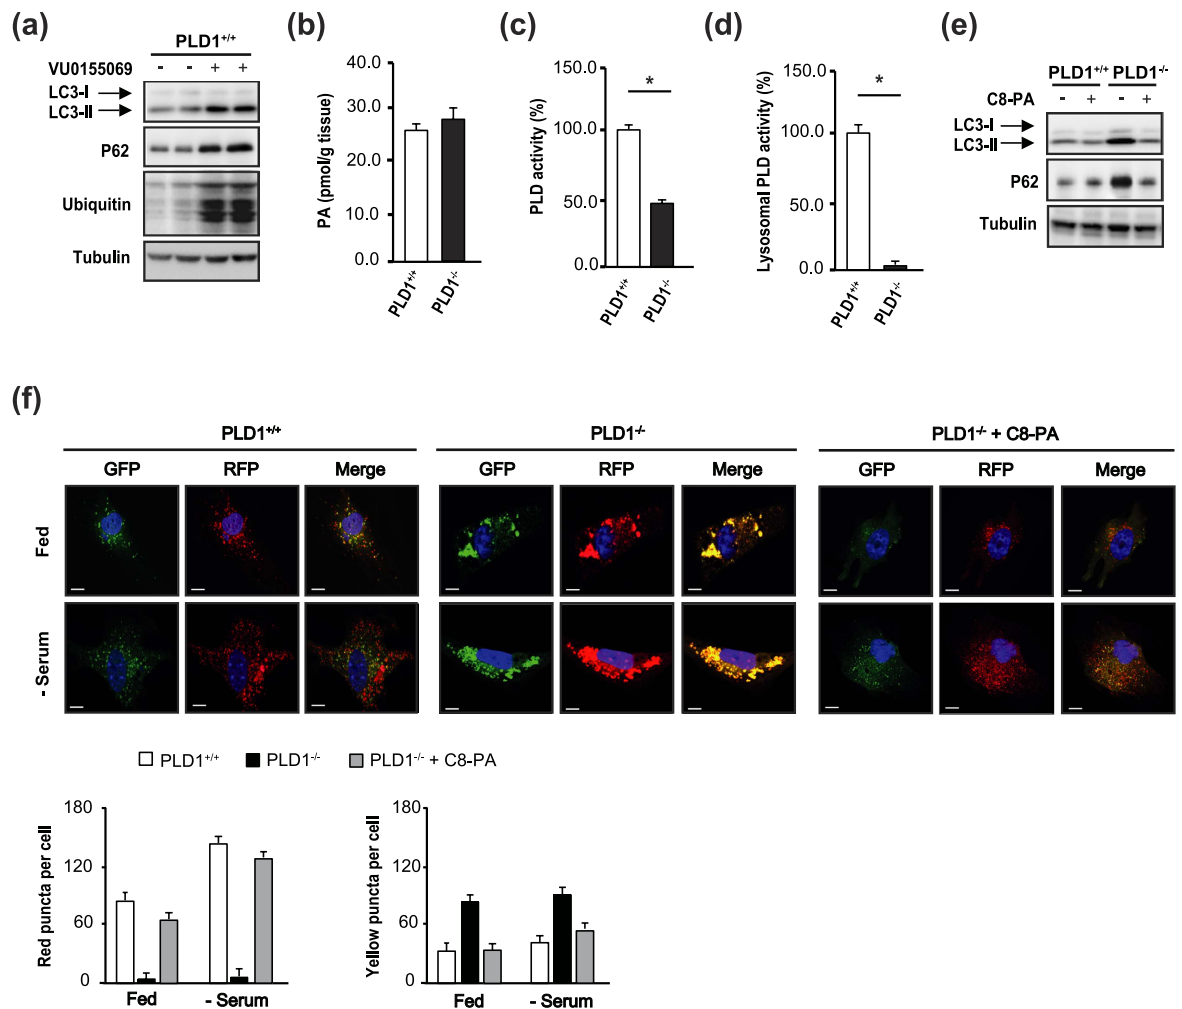 (a)
PLD1+/+
VU0155069 - - + +
LC3-I
LC3-II
P62
Ubiquitin
Tubulin
(b)
PA (pmol/g tissue)
40.0
30.0
20.0
10.0
0.0
PLD1+/+
PLD1-/-
(c)
PLD activity (%)
150.0
100.0
50.0
0.0
*
PLD1+/+
PLD1-/-
(d)
Lysosomal PLD activity (%)
150.0
100.0
50.0
0.0
*
PLD1+/+
PLD1-/-
(e)
PLD1+/+ PLD1-/-
C8-PA - + - +
LC3-I
LC3-II
P62
Tubulin
(f)
PLD1+/+ PLD1-/- PLD1-/- + C8-PA
GFP RFP Merge GFP RFP Merge GFP RFP Merge
Fed
- Serum
PLD1+/+ PLD1-/- PLD1-/- + C8-PA
Red puncta per cell
180
120
60
0
Fed - Serum
Yellow puncta per cell
180
120
60
0
Fed - Serum